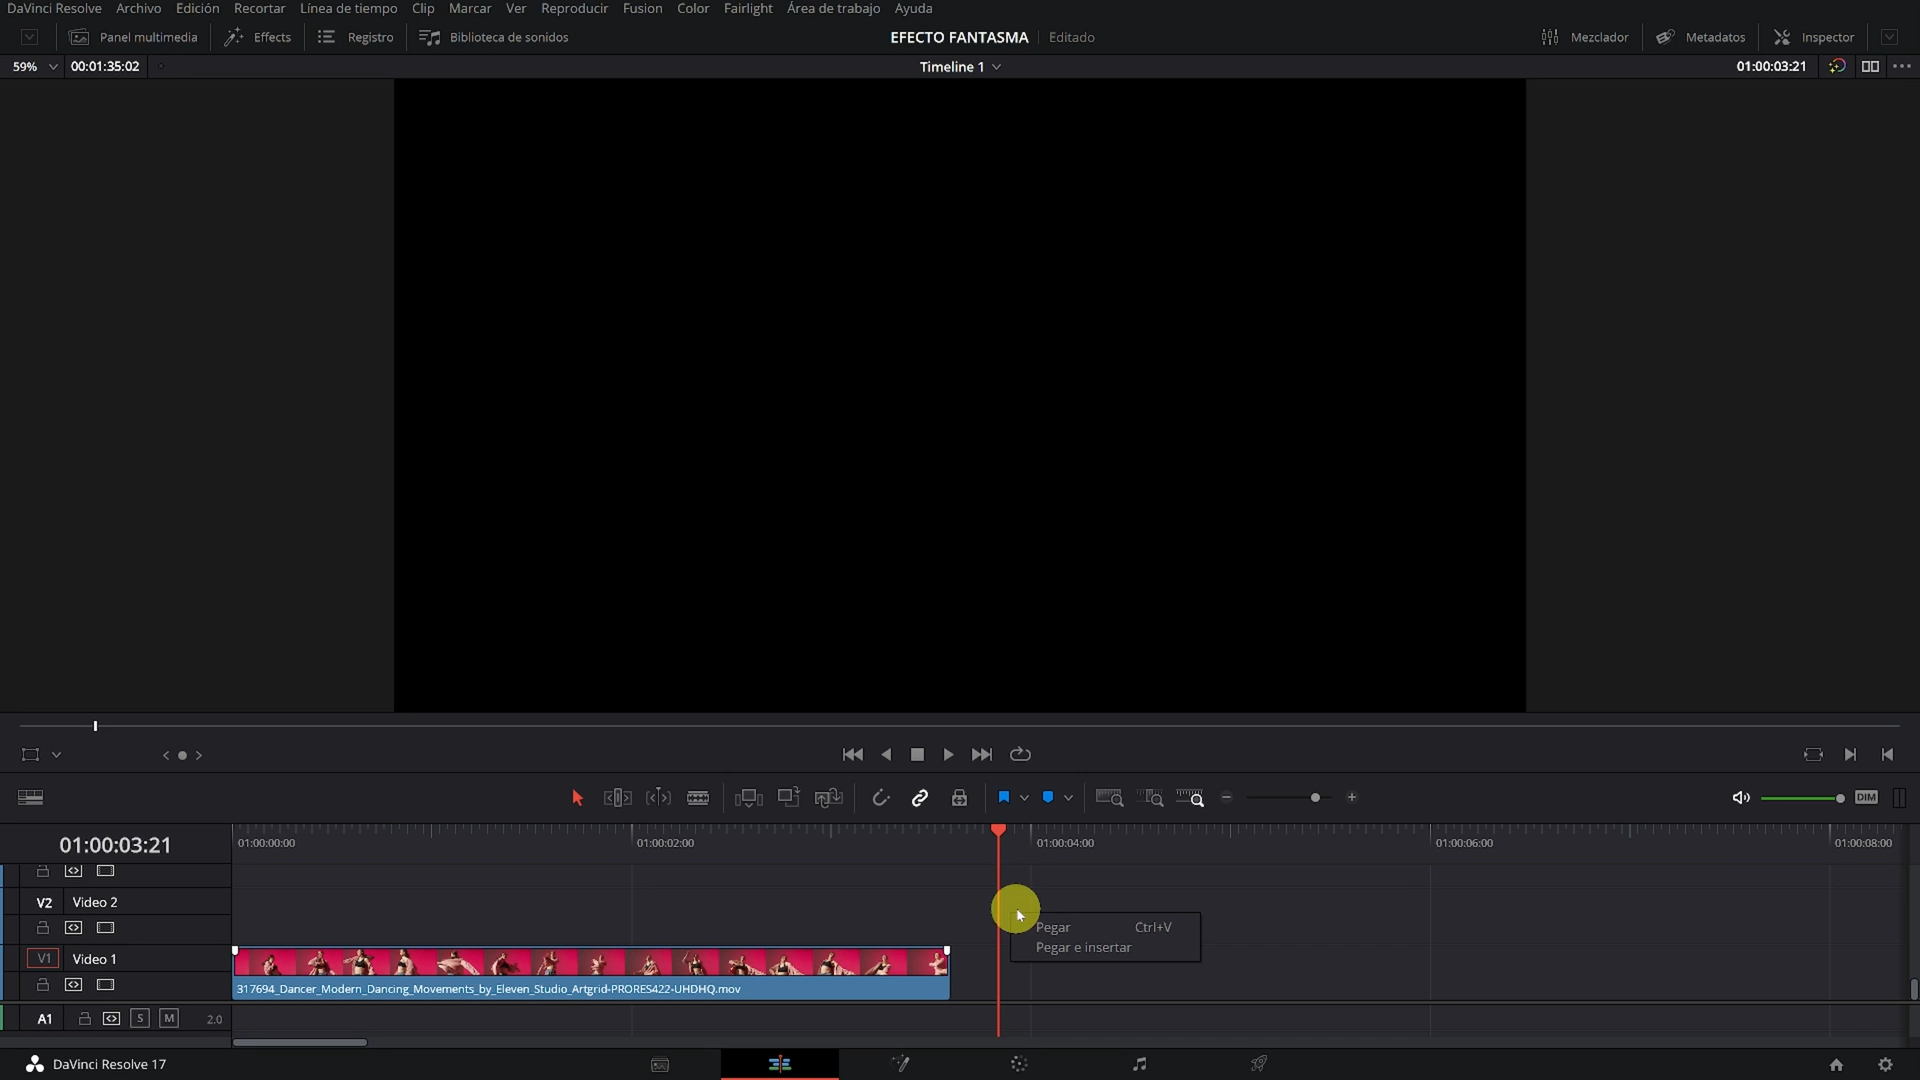 DaVinci Resolve Archivo Edición Recortar Línea de tiempo Clip Marcar Ver Reproducir Fusion Color Fairlight Área de trabajo Ayuda
Panel multimedia Effects Registro Biblioteca de sonidos EFECTO FANTASMA Editado Mezclador Metadatos Inspector
59% 00:01:35:02 Timeline 1 01:00:03:21
DIM
01:00:03:21 01:00:00:00 01:00:02:00 01:00:04:00 01:00:06:00 01:00:08:00
V2 Video 2
Pegar Ctrl+V
Pegar e insertar
V1 Video 1
317694_Dancer_Modern_Dancing_Movements_by_Eleven_Studio_Artgrid-PRORES422-UHDHQ.mov
A1 S M 2.0
DaVinci Resolve 17